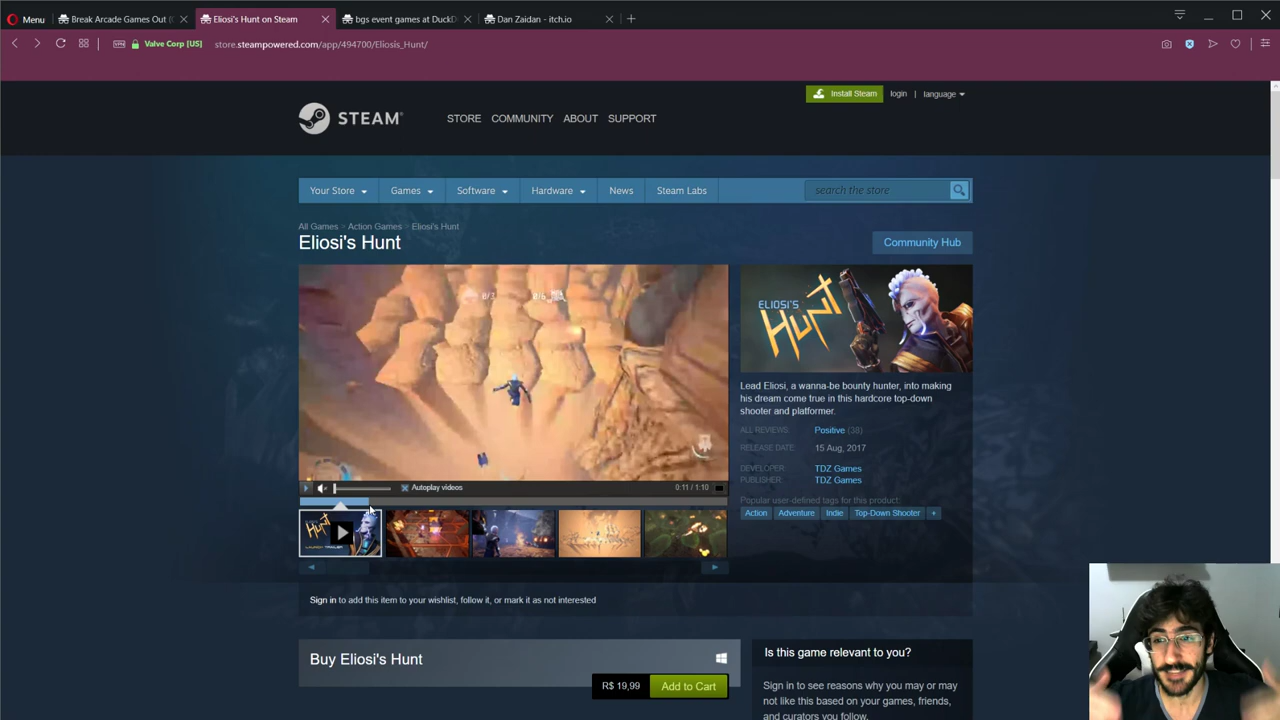 Menu
Break Arcade Games Out (
Eliosi's Hunt on Steam
bgs event games at DuckD
Dan Zaidan - itch.io
VPN
Valve Corp [US]
store.steampowered.com/app/494700/Eliosis_Hunt/
Install Steam
login
language
STEAM
STORE
COMMUNITY
ABOUT
SUPPORT
Your Store
Games
Software
Hardware
News
Steam Labs
search the store
All Games > Action Games > Eliosi's Hunt
Eliosi's Hunt
Community Hub
0/3
0/6
ELIOSI'S
HUNT
Lead Eliosi, a wanna-be bounty hunter, into making
his dream come true in this hardcore top-down
shooter and platformer.
ALL REVIEWS:
Positive (38)
RELEASE DATE:
15 Aug, 2017
DEVELOPER:
TDZ Games
PUBLISHER:
TDZ Games
Autoplay videos
0:11 / 1:10
Popular user-defined tags for this product:
Action
Adventure
Indie
Top-Down Shooter
+
Sign in to add this item to your wishlist, follow it, or mark it as not interested
Buy Eliosi's Hunt
R$ 19,99
Add to Cart
Is this game relevant to you?
Sign in to see reasons why you may or may
not like this based on your games, friends,
and curators you follow.